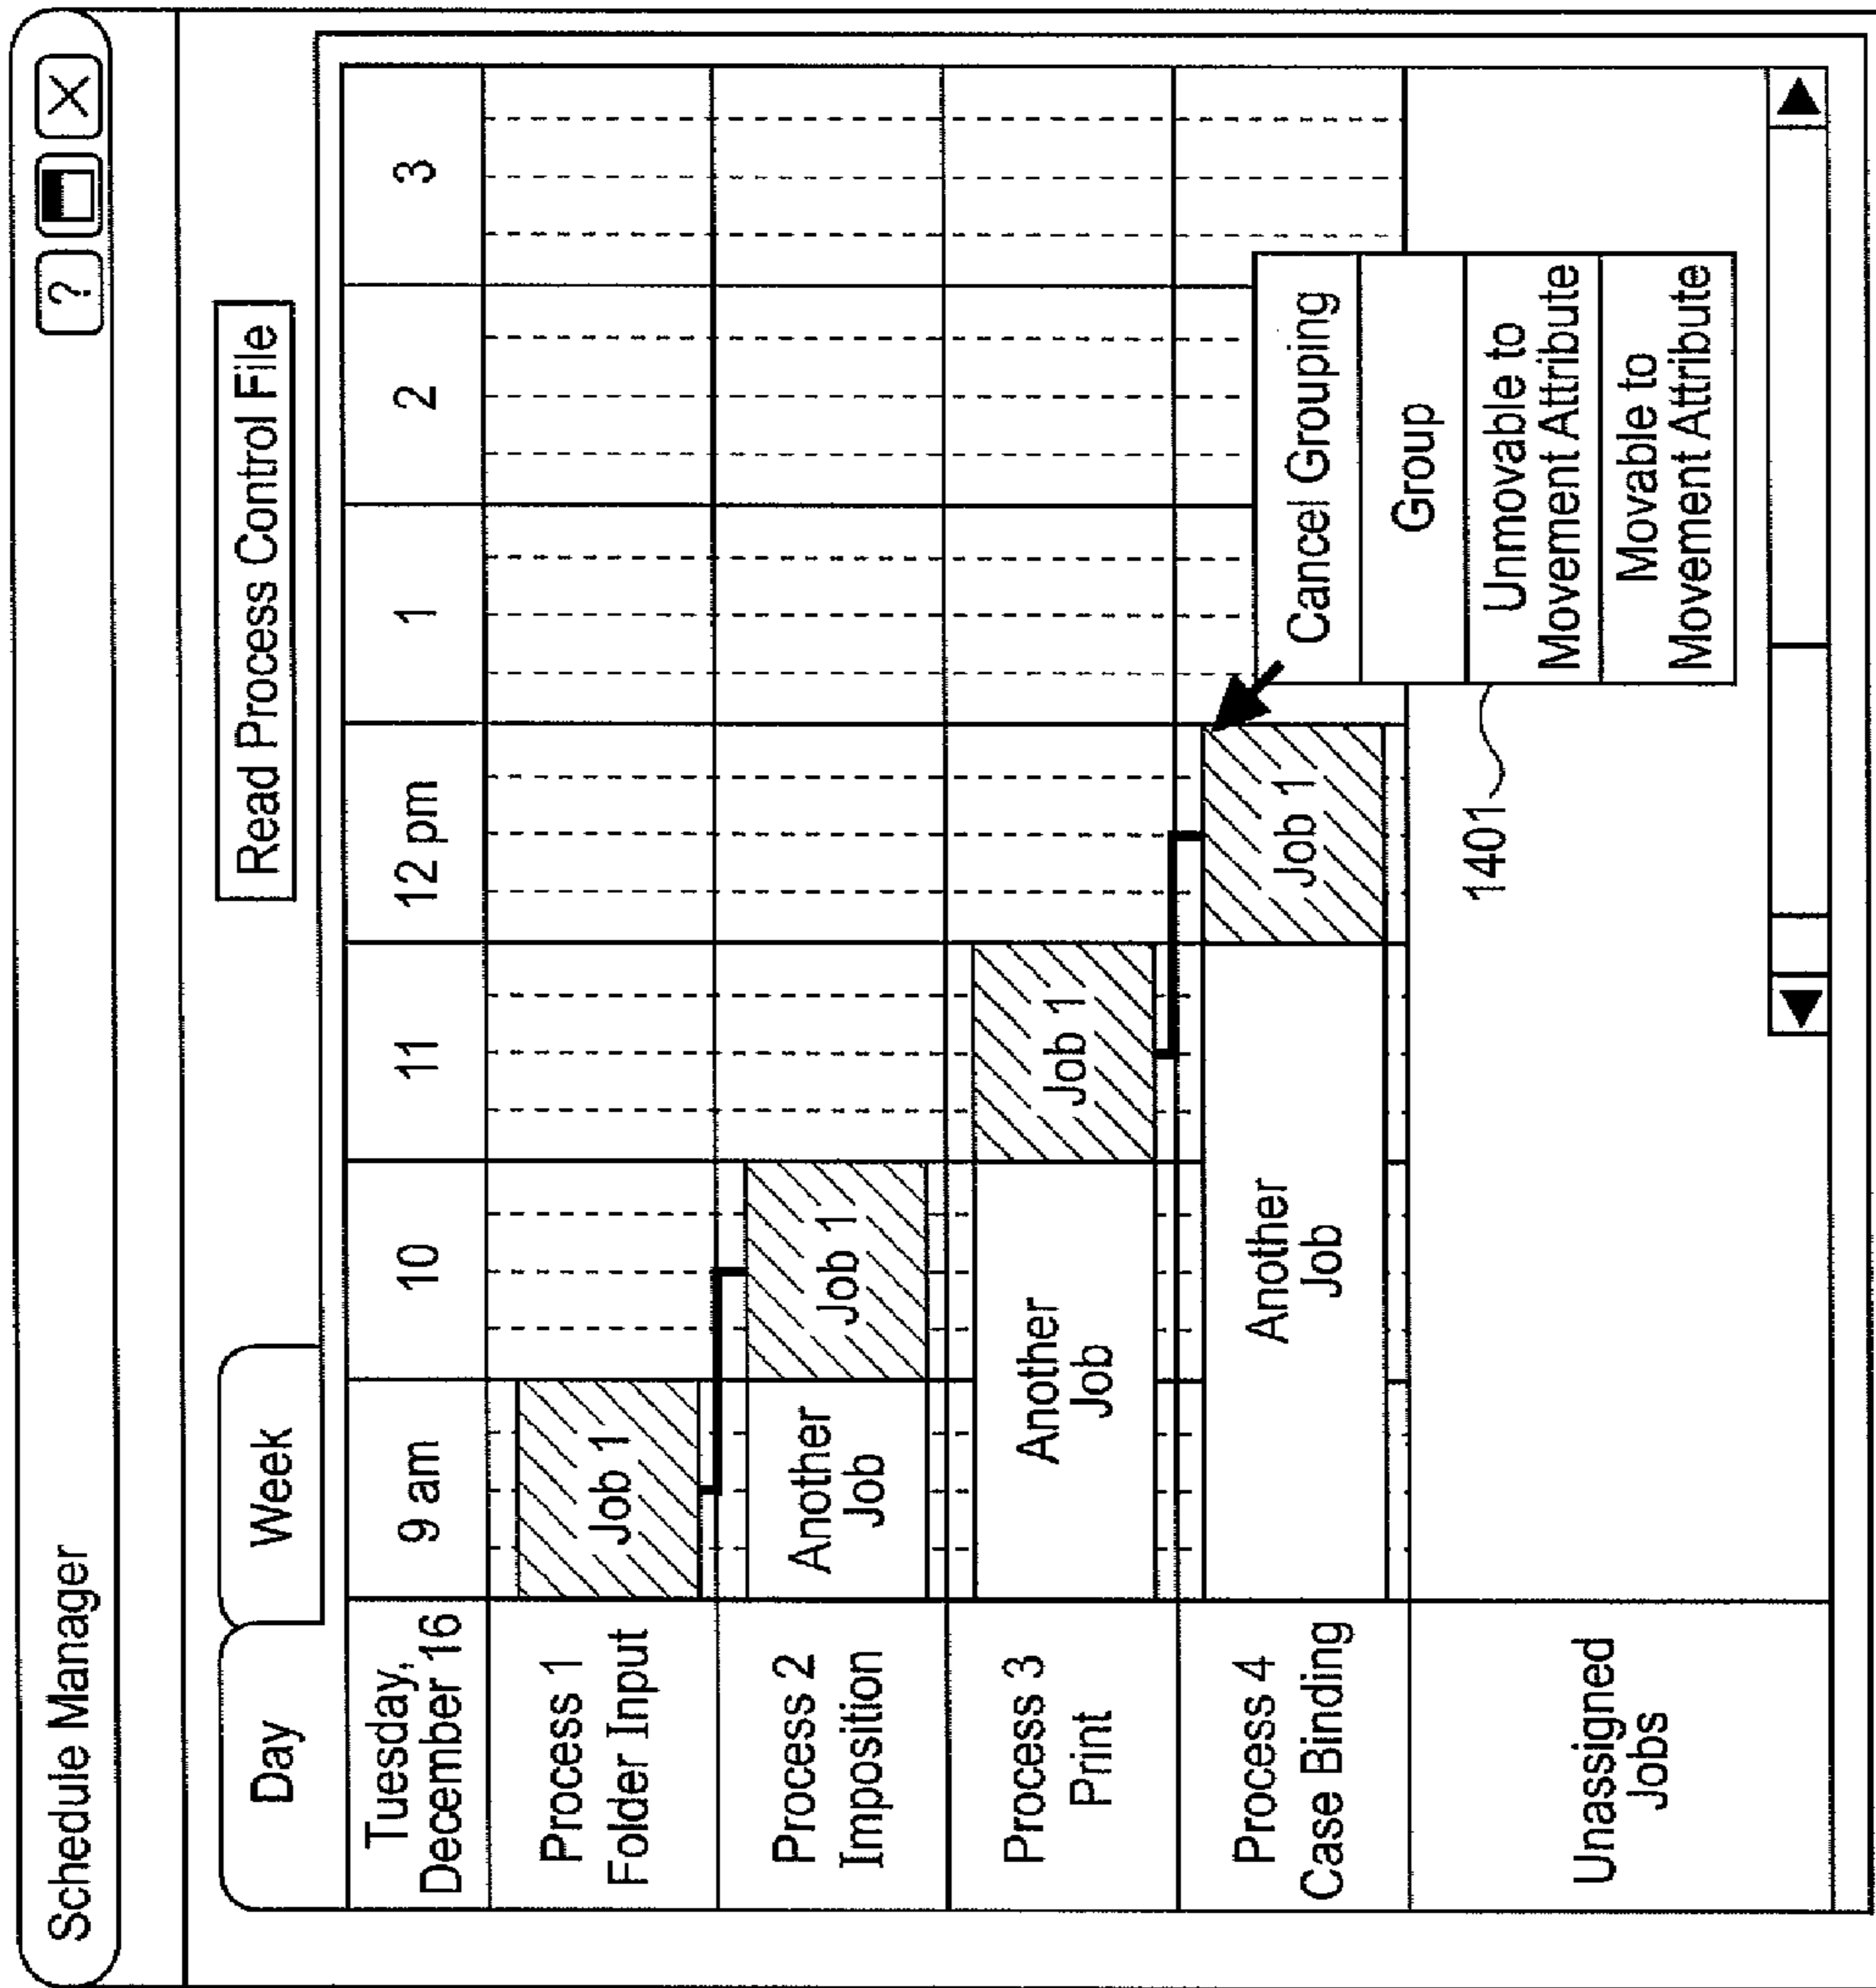 Schedule Manager
?
X
Day
Week
Read Process Control File
Tuesday,
December 16
9 am
10
11
12 pm
1
2
3
Process 1
Folder Input
Job 1
Process 2
Imposition
Another
Job
Job 1
Process 3
Print
Another
Job
Job 1
Process 4
Case Binding
Another
Job
Job 1
Cancel Grouping
Group
Unmovable to
Movement Attribute
Movable to
Movement Attribute
1401
Unassigned
Jobs